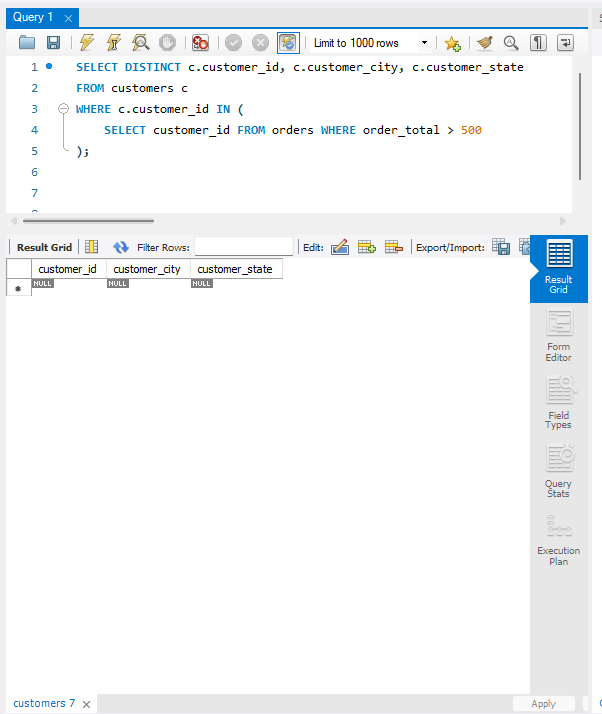 Query 1
Limit to 1000 rows
1 SELECT DISTINCT c.customer_id, c.customer_city, c.customer_state
2 FROM customers c
3 WHERE c.customer_id IN (
4 SELECT customer_id FROM orders WHERE order_total > 500
5 );
6
7
Result Grid Filter Rows: Edit: Export/Import:
customer_id customer_city customer_state
NULL NULL NULL
Result
Grid
Form
Editor
Field
Types
Query
Stats
Execution
Plan
customers 7
Apply